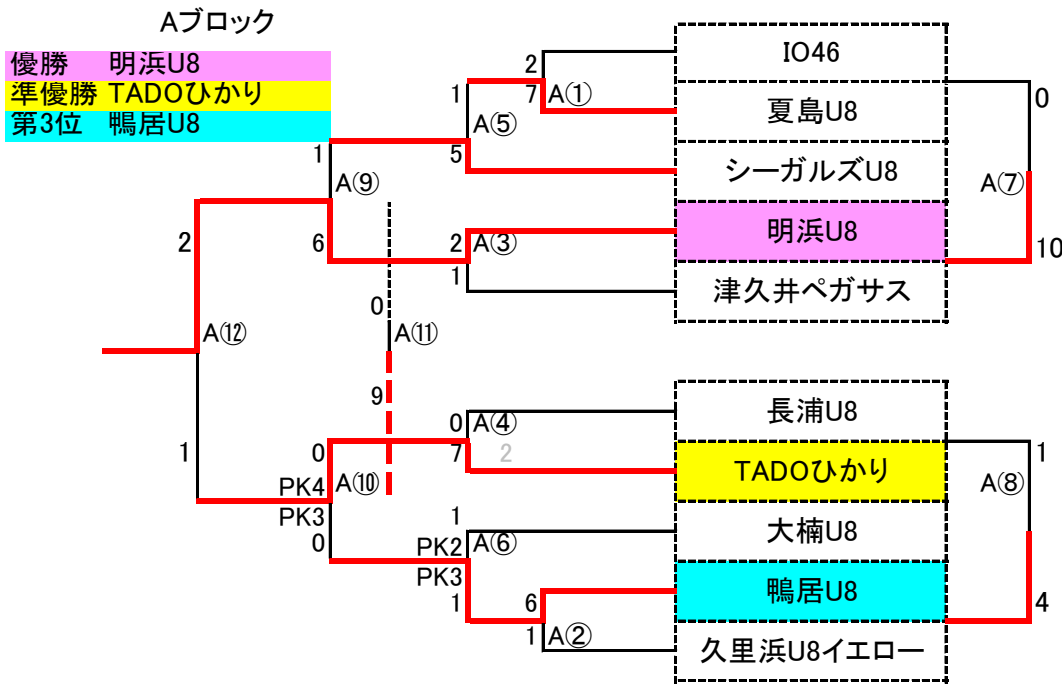 Aブロック
優勝 明浜U8
準優勝 TADOひかり
第3位 鴨居U8
IO46
夏島U8
シーガルズU8
明浜U8
津久井ペガサス
長浦U8
TADOひかり
大楠U8
鴨居U8
久里浜U8イエロー
2
7 A①
1
A⑤
5
1
A⑨
6
2 A③
1
2
A⑫
1
0
A⑪
9
0 A④
7 2
0
PK4 A⑩
PK3
0
1
PK2 A⑥
PK3
1
6
1 A②
0
A⑦
10
1
A⑧
4